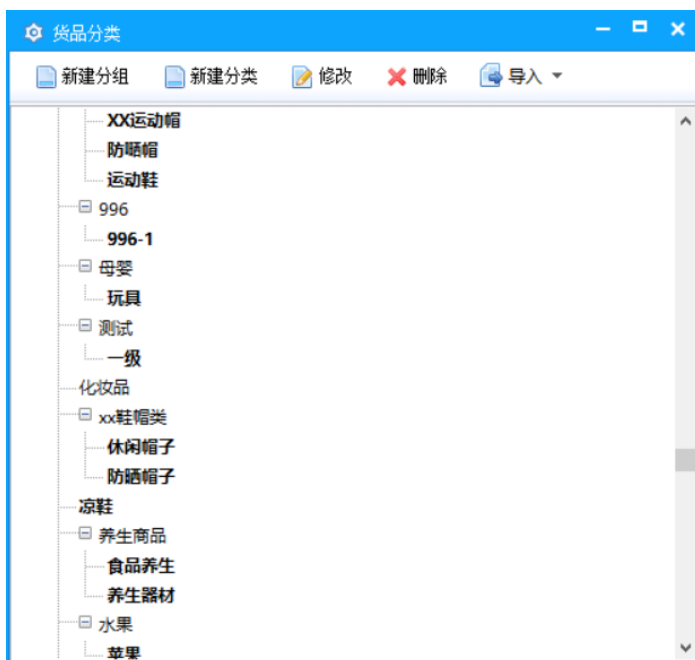 货品分类
新建分组 新建分类 修改 删除 导入
XX运动帽
防嗮帽
运动鞋
996
996-1
母婴
玩具
测试
一级
化妆品
xx鞋帽类
休闲帽子
防晒帽子
凉鞋
养生商品
食品养生
养生器材
水果
苹果